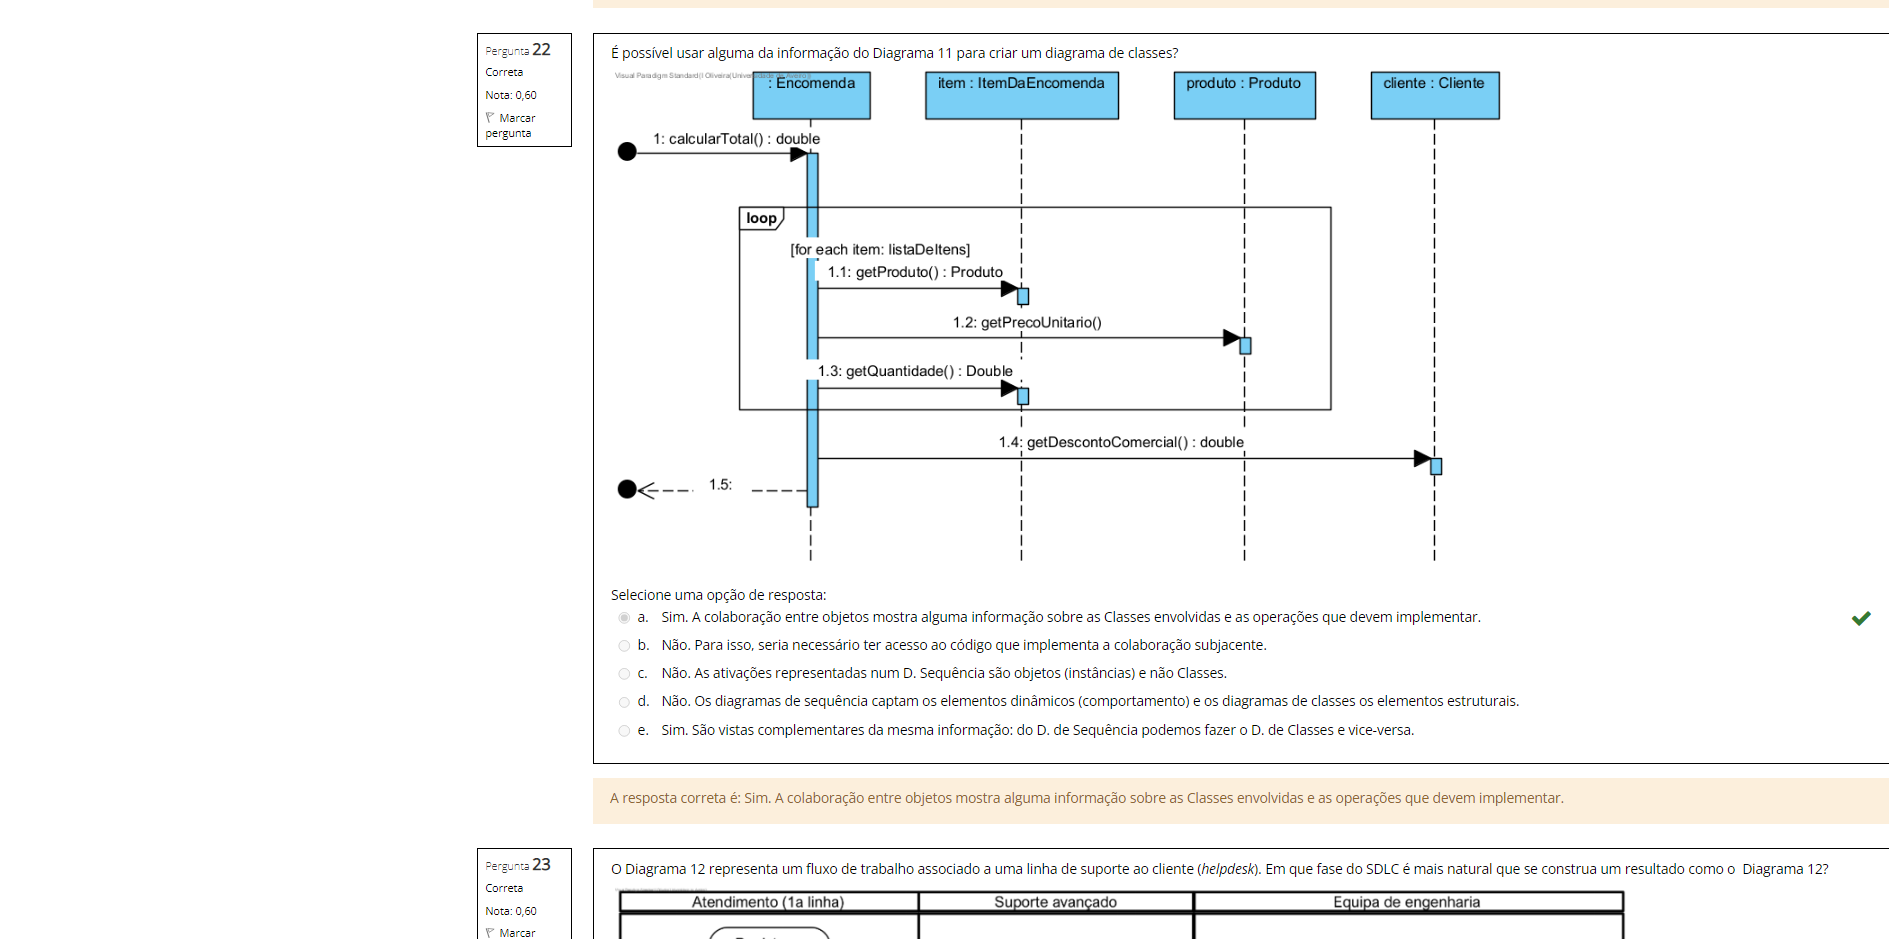 Pergunta 22
Correta
Nota: 0,60
Marcar
pergunta
É possível usar alguma da informação do Diagrama 11 para criar um diagrama de classes?
: Encomenda
item : ItemDaEncomenda
produto : Produto
cliente : Cliente
1: calcularTotal() : double
loop
[for each item: listaDeItens]
1.1: getProduto() : Produto
1.2: getPrecoUnitario()
1.3: getQuantidade() : Double
1.4: getDescontoComercial() : double
1.5:
Selecione uma opção de resposta:
a. Sim. A colaboração entre objetos mostra alguma informação sobre as Classes envolvidas e as operações que devem implementar.
b. Não. Para isso, seria necessário ter acesso ao código que implementa a colaboração subjacente.
c. Não. As ativações representadas num D. Sequência são objetos (instâncias) e não Classes.
d. Não. Os diagramas de sequência captam os elementos dinâmicos (comportamento) e os diagramas de classes os elementos estruturais.
e. Sim. São vistas complementares da mesma informação: do D. de Sequência podemos fazer o D. de Classes e vice-versa.
A resposta correta é: Sim. A colaboração entre objetos mostra alguma informação sobre as Classes envolvidas e as operações que devem implementar.
Pergunta 23
Correta
Nota: 0,60
Marcar
O Diagrama 12 representa um fluxo de trabalho associado a uma linha de suporte ao cliente (helpdesk). Em que fase do SDLC é mais natural que se construa um resultado como o Diagrama 12?
Atendimento (1a linha)
Suporte avançado
Equipa de engenharia